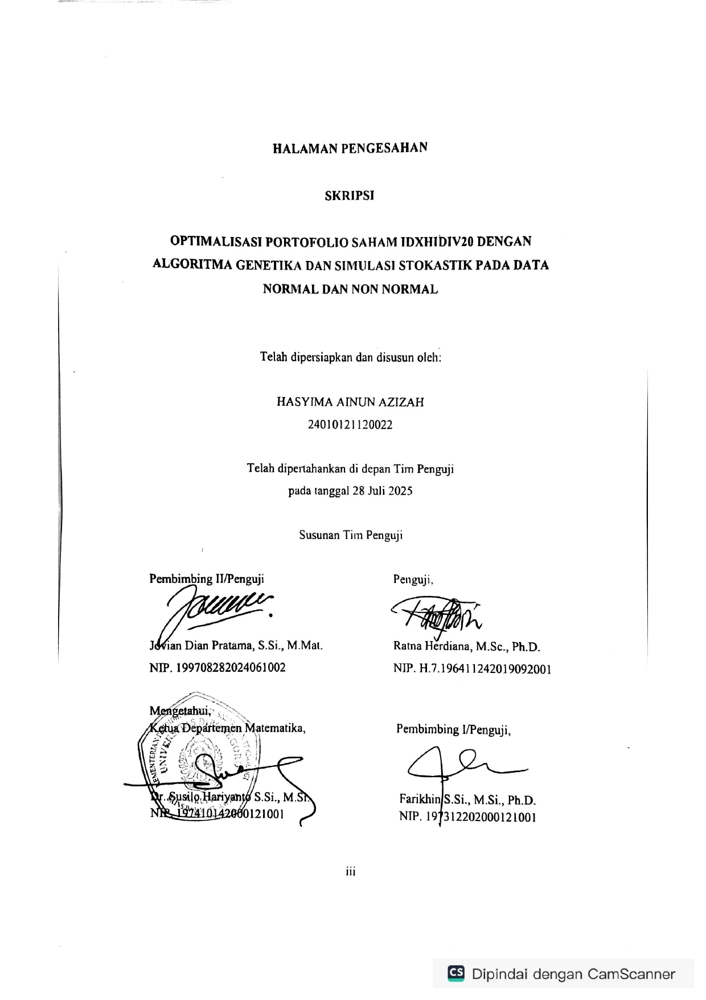 HALAMAN PENGESAHAN
SKRIPSI
OPTIMALISASI PORTOFOLIO SAHAM IDXHIDIV20 DENGAN
ALGORITMA GENETIKA DAN SIMULASI STOKASTIK PADA DATA
NORMAL DAN NON NORMAL
Telah dipersiapkan dan disusun oleh:
HASYIMA AINUN AZIZAH
24010121120022
Telah dipertahankan di depan Tim Penguji
pada tanggal 28 Juli 2025
Susunan Tim Penguji
Pembimbing II/Penguji
Jovian Dian Pratama, S.Si., M.Mat.
NIP. 199708282024061002
Penguji,
Ratna Herdiana, M.Sc., Ph.D.
NIP. H.7.196411242019092001
Mengetahui,
Ketua Departemen Matematika,
UNIVERSITAS DIPONEGORO
Dr. Susilo Hariyanto S.Si., M.Si.
NIP. 197410142000121001
Pembimbing I/Penguji,
Farikhin S.Si., M.Si., Ph.D.
NIP. 197312202000121001
iii
CS Dipindai dengan CamScanner